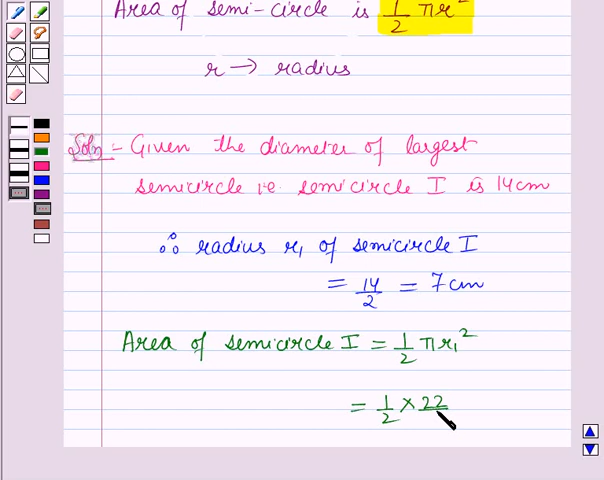 Area of semi-circle is 1/2 πr²
r → radius
Soln - Given the diameter of largest
semicircle i.e. semicircle I is 14cm
∴ radius r₁ of semicircle I
= 14/2 = 7cm
Area of semicircle I = 1/2 πr₁²
= 1/2 × 22